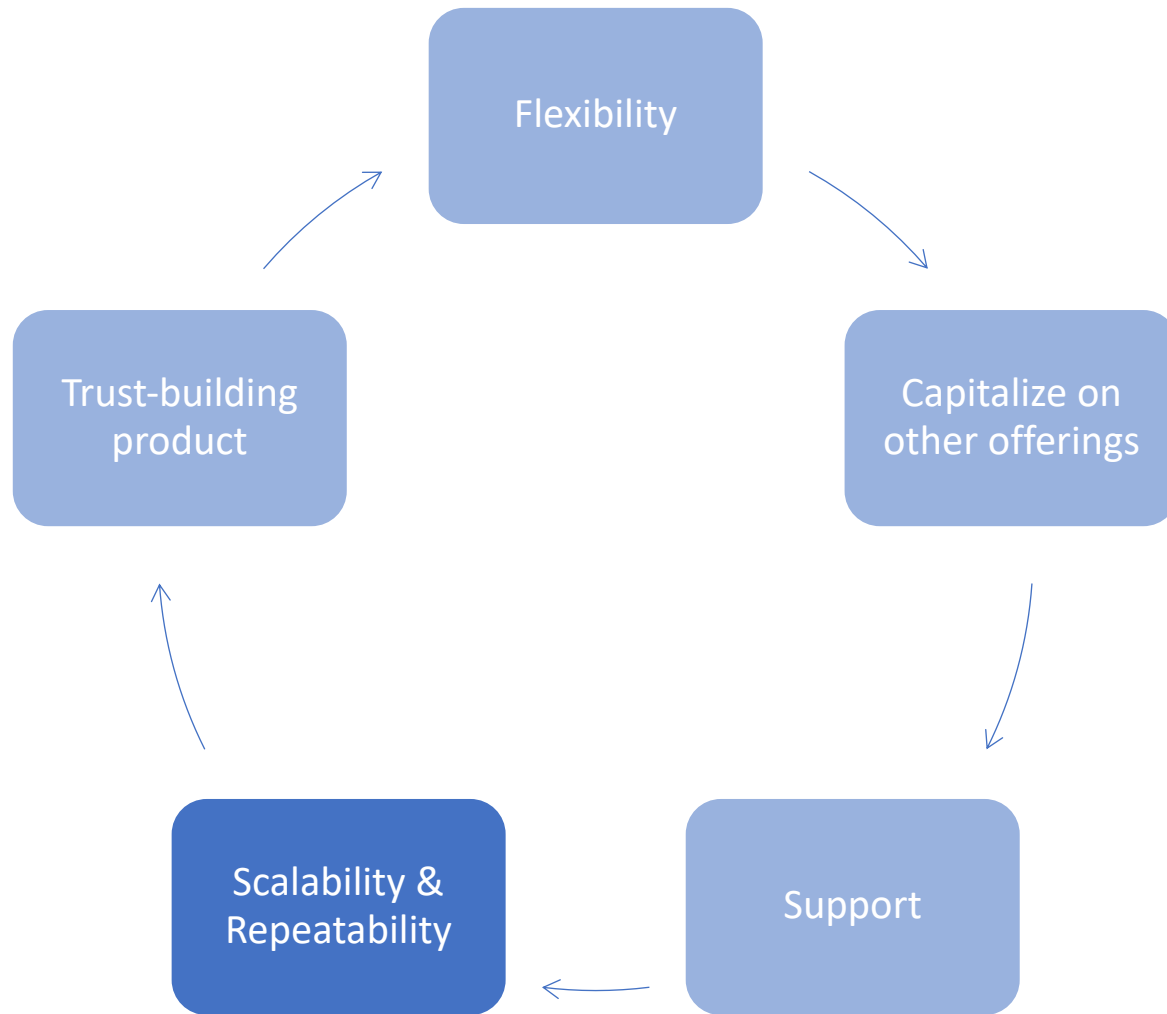 Flexibility
Trust-building
product
Capitalize on
other offerings
Scalability &
Repeatability
Support